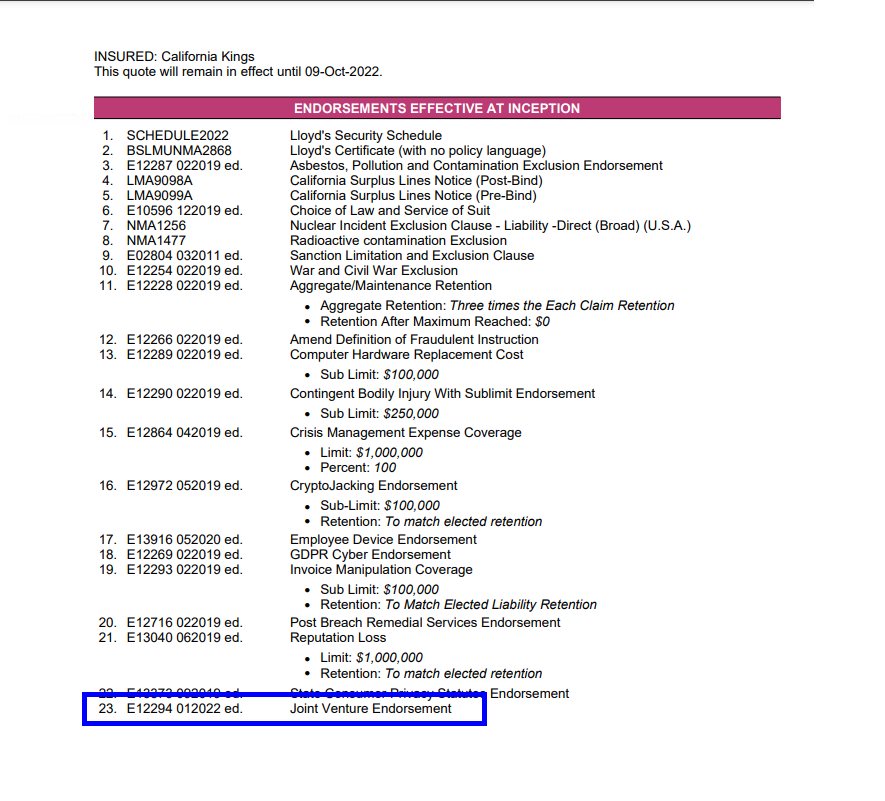 INSURED: California Kings
This quote will remain in effect until 09-Oct-2022.
ENDORSEMENTS EFFECTIVE AT INCEPTION
1. SCHEDULE2022 Lloyd's Security Schedule
2. BSLMUNMA2868 Lloyd's Certificate (with no policy language)
3. E12287 022019 ed. Asbestos, Pollution and Contamination Exclusion Endorsement
4. LMA9098A California Surplus Lines Notice (Post-Bind)
5. LMA9099A California Surplus Lines Notice (Pre-Bind)
6. E10596 122019 ed. Choice of Law and Service of Suit
7. NMA1256 Nuclear Incident Exclusion Clause - Liability -Direct (Broad) (U.S.A.)
8. NMA1477 Radioactive contamination Exclusion
9. E02804 032011 ed. Sanction Limitation and Exclusion Clause
10. E12254 022019 ed. War and Civil War Exclusion
11. E12228 022019 ed. Aggregate/Maintenance Retention
• Aggregate Retention: Three times the Each Claim Retention
• Retention After Maximum Reached: $0
12. E12266 022019 ed. Amend Definition of Fraudulent Instruction
13. E12289 022019 ed. Computer Hardware Replacement Cost
• Sub Limit: $100,000
14. E12290 022019 ed. Contingent Bodily Injury With Sublimit Endorsement
• Sub Limit: $250,000
15. E12864 042019 ed. Crisis Management Expense Coverage
• Limit: $1,000,000
• Percent: 100
16. E12972 052019 ed. CryptoJacking Endorsement
• Sub-Limit: $100,000
• Retention: To match elected retention
17. E13916 052020 ed. Employee Device Endorsement
18. E12269 022019 ed. GDPR Cyber Endorsement
19. E12293 022019 ed. Invoice Manipulation Coverage
• Sub Limit: $100,000
• Retention: To Match Elected Liability Retention
20. E12716 022019 ed. Post Breach Remedial Services Endorsement
21. E13040 062019 ed. Reputation Loss
• Limit: $1,000,000
• Retention: To match elected retention
22. ed. State Consumer Privacy Statutes Endorsement
23. E12294 012022 ed. Joint Venture Endorsement